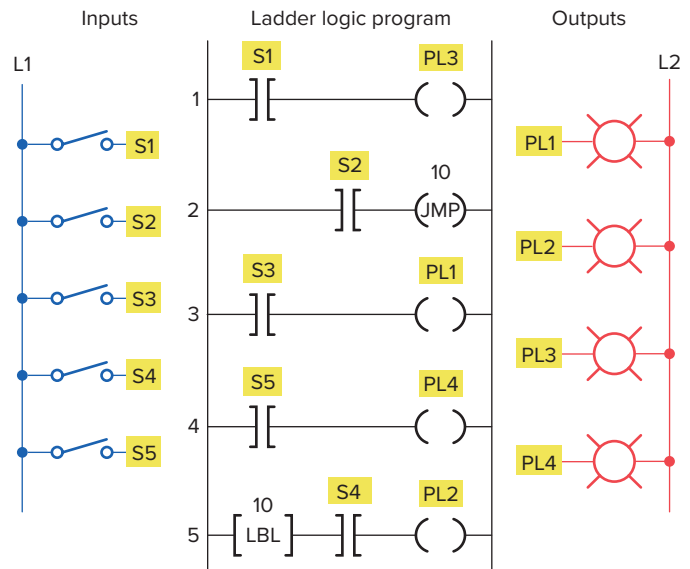 Inputs
Ladder logic program
Outputs
L1
L2
S1
S2
S3
S4
S5
S1
PL3
1
S2
10
2
JMP
S3
PL1
3
S5
PL4
4
10
S4
PL2
5
LBL
PL1
PL2
PL3
PL4